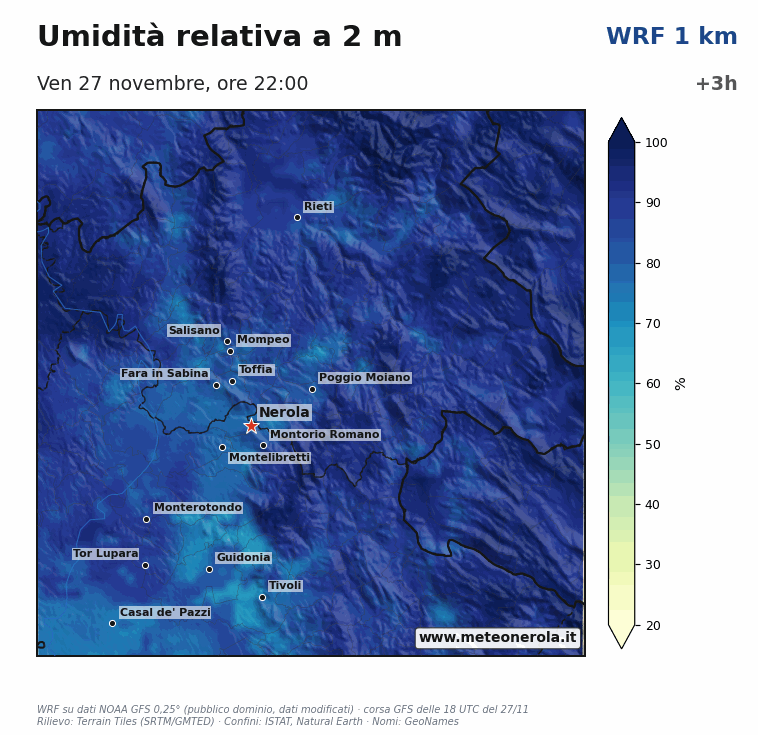 Umidità relativa a 2 m
WRF 1 km
Ven 27 novembre, ore 22:00
+3h
Rieti
Salisano
Mompeo
Fara in Sabina
Toffia
Poggio Moiano
Nerola
Montorio Romano
Montelibretti
Monterotondo
Tor Lupara
Guidonia
Tivoli
Casal de' Pazzi
www.meteonerola.it
100
90
80
70
60
50
40
30
20
%
WRF su dati NOAA GFS 0,25° (pubblico dominio, dati modificati) · corsa GFS delle 18 UTC del 27/11
Rilievo: Terrain Tiles (SRTM/GMTED) · Confini: ISTAT, Natural Earth · Nomi: GeoNames